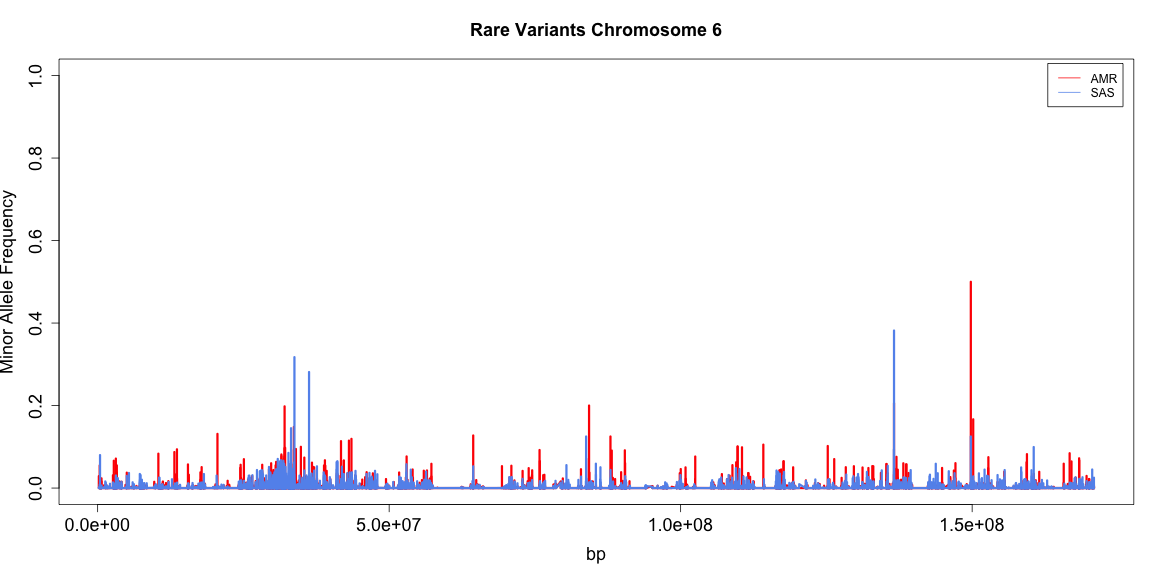 Rare Variants Chromosome 6
AMR
SAS
Minor Allele Frequency
1.0
0.8
0.6
0.4
0.2
0.0
0.0e+00 5.0e+07 1.0e+08 1.5e+08
bp